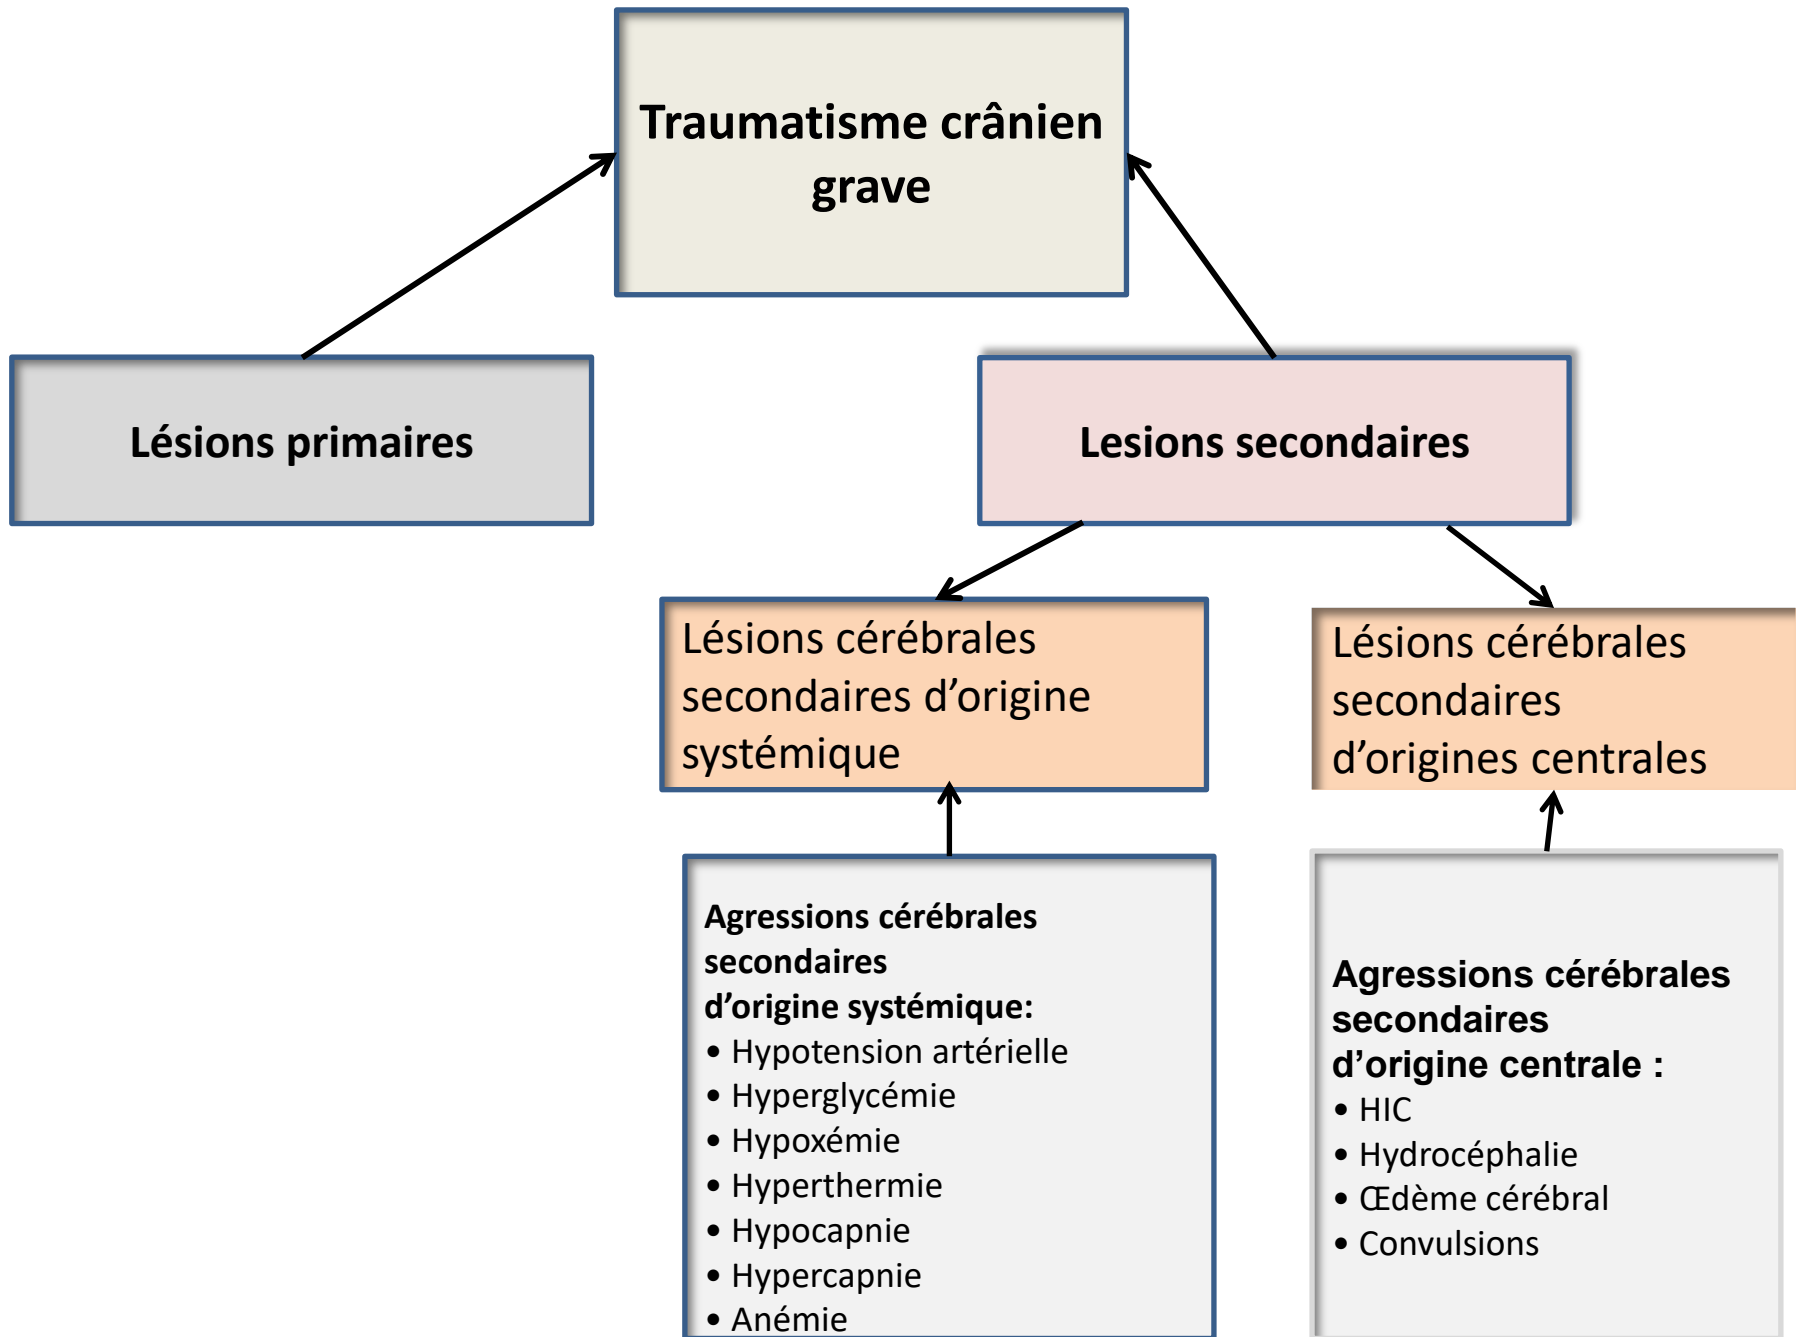 Traumatisme crânien
grave
Lésions primaires
Lesions secondaires
Lésions cérébrales
secondaires d’origine
systémique
Lésions cérébrales
secondaires
d’origines centrales
Agressions cérébrales
secondaires
d’origine systémique:
• Hypotension artérielle
• Hyperglycémie
• Hypoxémie
• Hyperthermie
• Hypocapnie
• Hypercapnie
• Anémie
Agressions cérébrales
secondaires
d’origine centrale :
• HIC
• Hydrocéphalie
• Œdème cérébral
• Convulsions